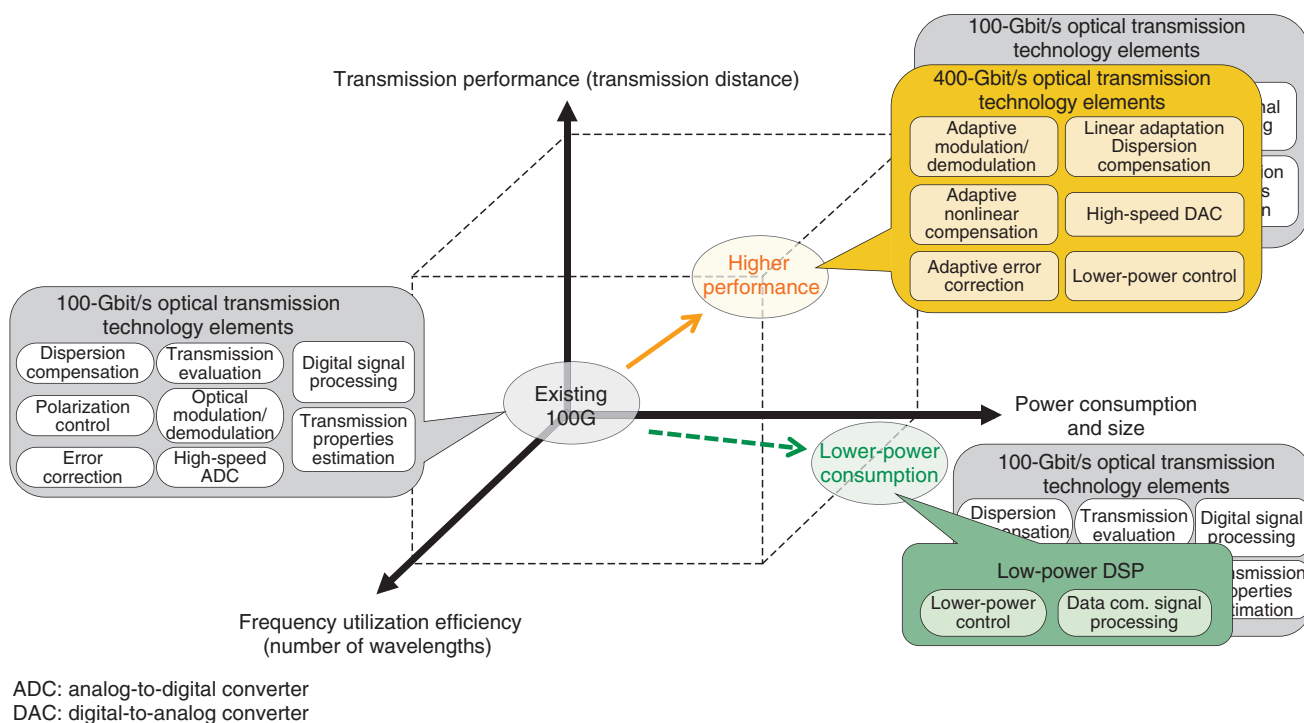 100-Gbit/s optical transmission
technology elements
Transmission performance (transmission distance)
400-Gbit/s optical transmission
technology elements
Adaptive
modulation/
demodulation
Linear adaptation
Dispersion
compensation
Adaptive
nonlinear
compensation
High-speed DAC
Adaptive error
correction
Lower-power control
Higher
performance
100-Gbit/s optical transmission
technology elements
Dispersion
compensation
Transmission
evaluation
Digital signal
processing
Polarization
control
Optical
modulation/
demodulation
Transmission
properties
estimation
Error
correction
High-speed
ADC
Existing
100G
Power consumption
and size
Lower-power
consumption
100-Gbit/s optical transmission
technology elements
Dispersion
Transmission
evaluation
Digital signal
processing
Low-power DSP
Lower-power
control
Data com. signal
processing
Frequency utilization efficiency
(number of wavelengths)
ADC: analog-to-digital converter
DAC: digital-to-analog converter